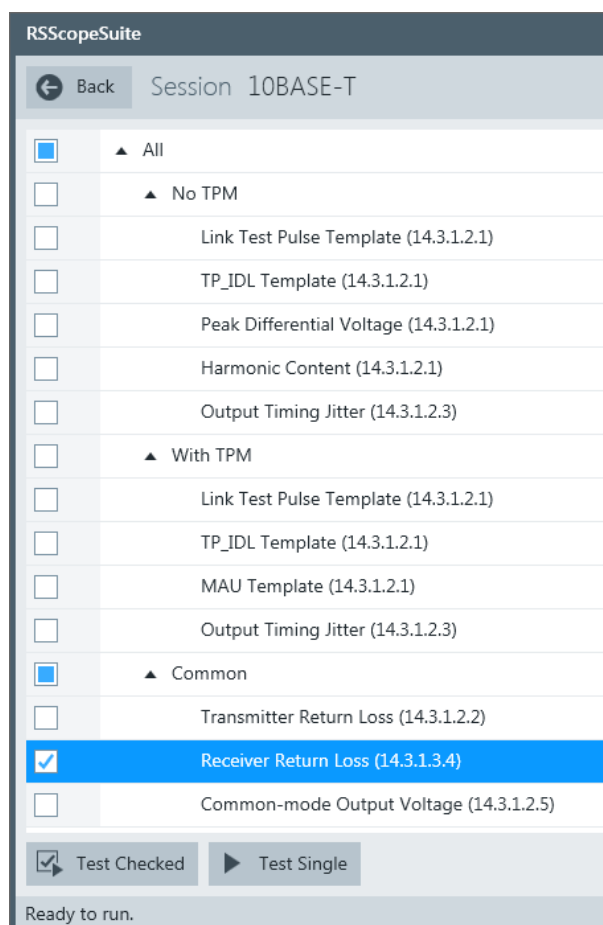 RSScopeSuite
Back Session 10BASE-T
All
No TPM
Link Test Pulse Template (14.3.1.2.1)
TP_IDL Template (14.3.1.2.1)
Peak Differential Voltage (14.3.1.2.1)
Harmonic Content (14.3.1.2.1)
Output Timing Jitter (14.3.1.2.3)
With TPM
Link Test Pulse Template (14.3.1.2.1)
TP_IDL Template (14.3.1.2.1)
MAU Template (14.3.1.2.1)
Output Timing Jitter (14.3.1.2.3)
Common
Transmitter Return Loss (14.3.1.2.2)
Receiver Return Loss (14.3.1.3.4)
Common-mode Output Voltage (14.3.1.2.5)
Test Checked Test Single
Ready to run.